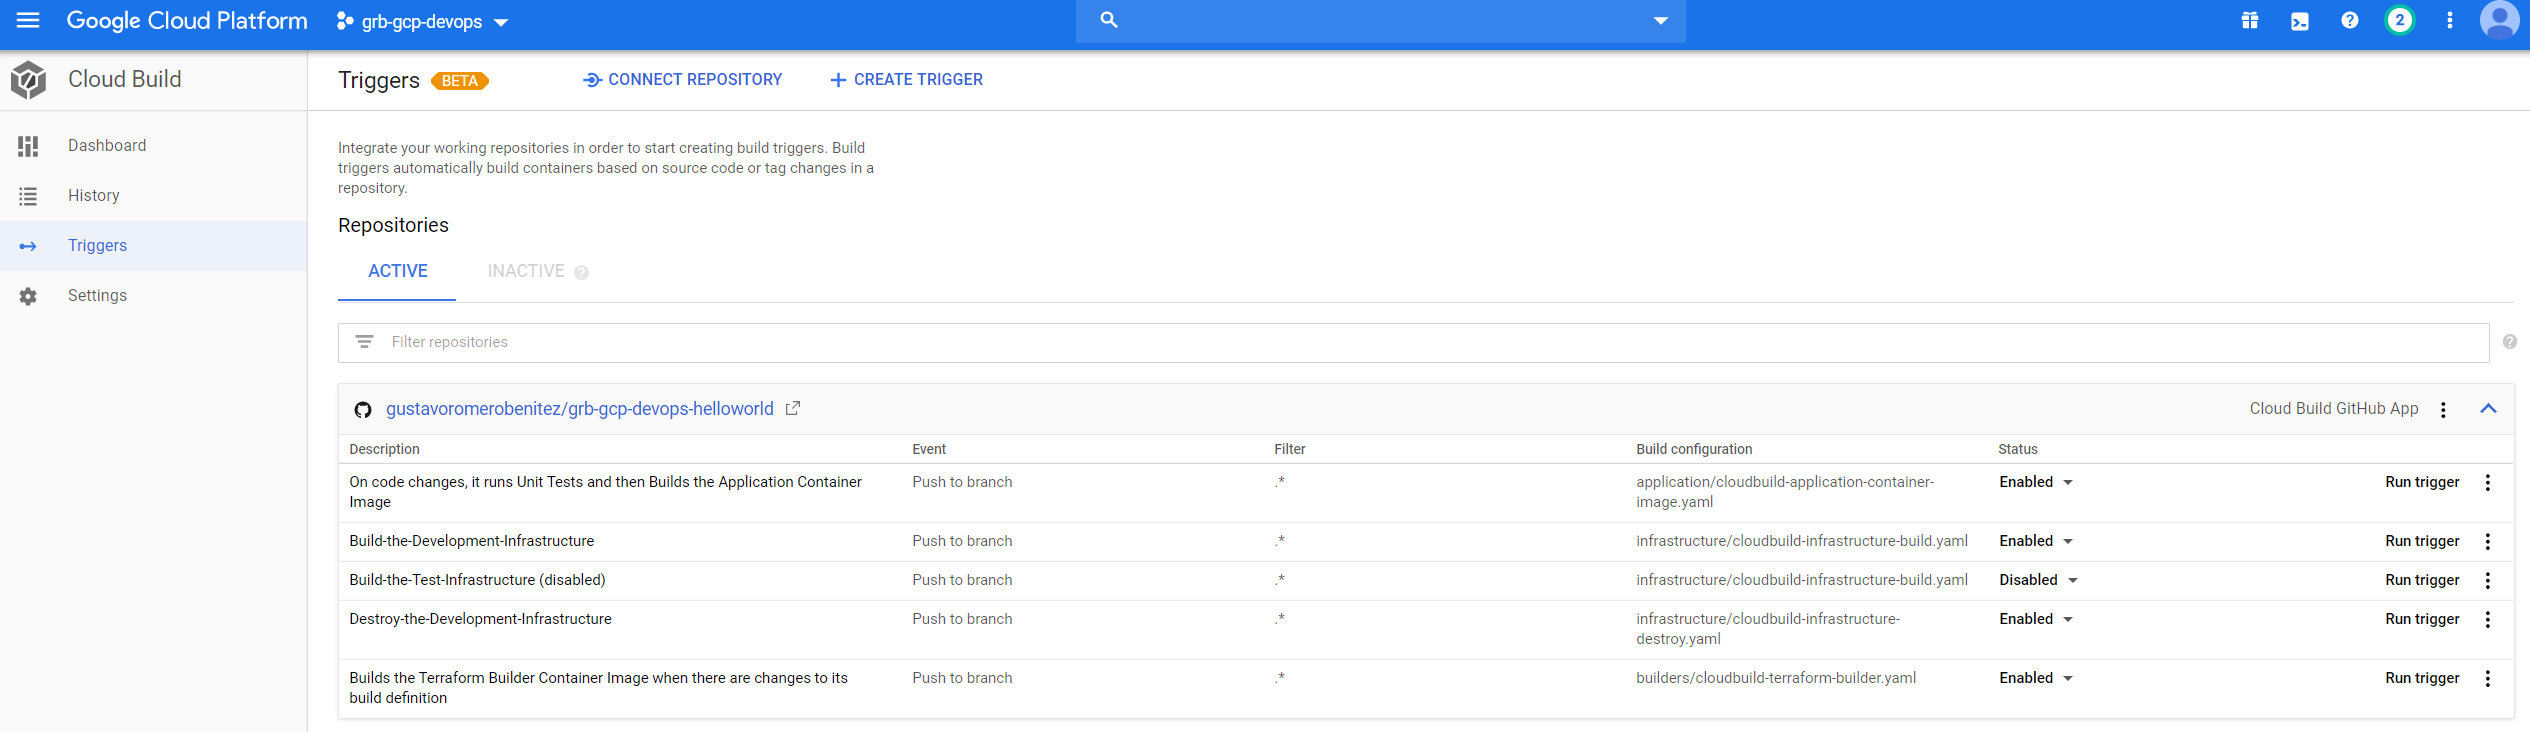 Google Cloud Platform
grb-gcp-devops
2
Cloud Build
Triggers BETA
CONNECT REPOSITORY
CREATE TRIGGER
Dashboard
History
Triggers
Settings
Integrate your working repositories in order to start creating build triggers. Build
triggers automatically build containers based on source code or tag changes in a
repository.
Repositories
ACTIVE
INACTIVE
Filter repositories
gustavoromerobenitez/grb-gcp-devops-helloworld
Cloud Build GitHub App
Description Event Filter Build configuration Status
On code changes, it runs Unit Tests and then Builds the Application Container
Image
Push to branch
.*
application/cloudbuild-application-container-
image.yaml
Enabled
Run trigger
Build-the-Development-Infrastructure
Push to branch
.*
infrastructure/cloudbuild-infrastructure-build.yaml
Enabled
Run trigger
Build-the-Test-Infrastructure (disabled)
Push to branch
.*
infrastructure/cloudbuild-infrastructure-build.yaml
Disabled
Run trigger
Destroy-the-Development-Infrastructure
Push to branch
.*
infrastructure/cloudbuild-infrastructure-
destroy.yaml
Enabled
Run trigger
Builds the Terraform Builder Container Image when there are changes to its
build definition
Push to branch
.*
builders/cloudbuild-terraform-builder.yaml
Enabled
Run trigger